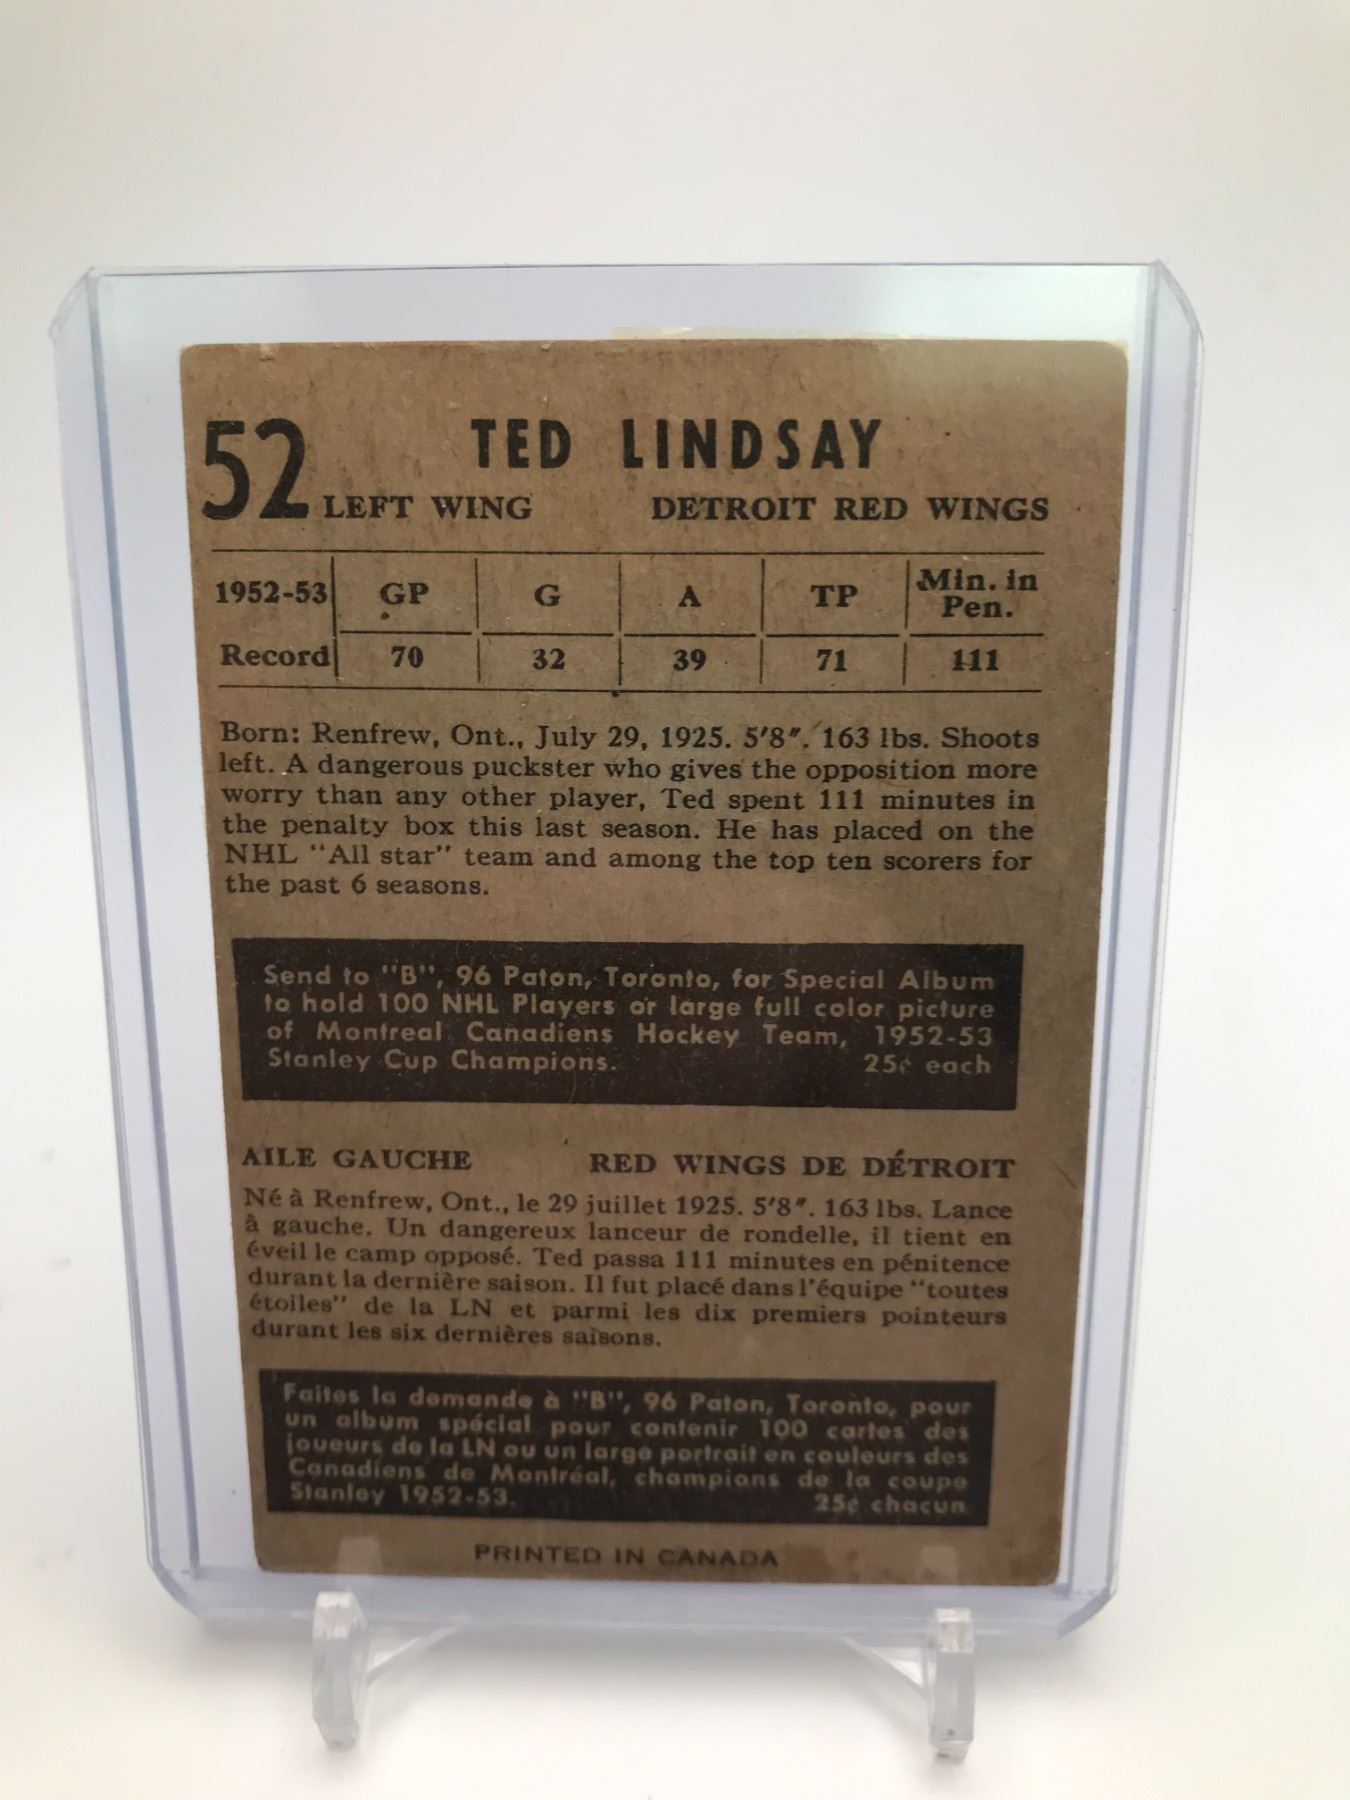 52 TED LINDSAY
LEFT WING DETROIT RED WINGS
1952-53 GP G A TP Min. in Pen.
Record 70 32 39 71 111
Born: Renfrew, Ont., July 29, 1925. 5'8". 163 lbs. Shoots
left. A dangerous puckster who gives the opposition more
worry than any other player, Ted spent 111 minutes in
the penalty box this last season. He has placed on the
NHL "All star" team and among the top ten scorers for
the past 6 seasons.
Send to "B", 96 Paton, Toronto, for Special Album
to hold 100 NHL Players or large full color picture
of Montreal Canadiens Hockey Team, 1952-53
Stanley Cup Champions. 25¢ each
AILE GAUCHE RED WINGS DE DÉTROIT
Né à Renfrew, Ont., le 29 juillet 1925. 5'8". 163 lbs. Lance
à gauche. Un dangereux lanceur de rondelle, il tient en
éveil le camp opposé. Ted passa 111 minutes en pénitence
durant la dernière saison. Il fut placé dans l'équipe "toutes
étoiles" de la LN et parmi les dix premiers pointeurs
durant les six dernières saisons.
Faites la demande à "B", 96 Paton, Toronto, pour
un album spécial pour contenir 100 cartes des
joueurs de la LN ou un large portrait en couleurs des
Canadiens de Montréal, champions de la coupe
Stanley 1952-53. 25¢ chacun
PRINTED IN CANADA